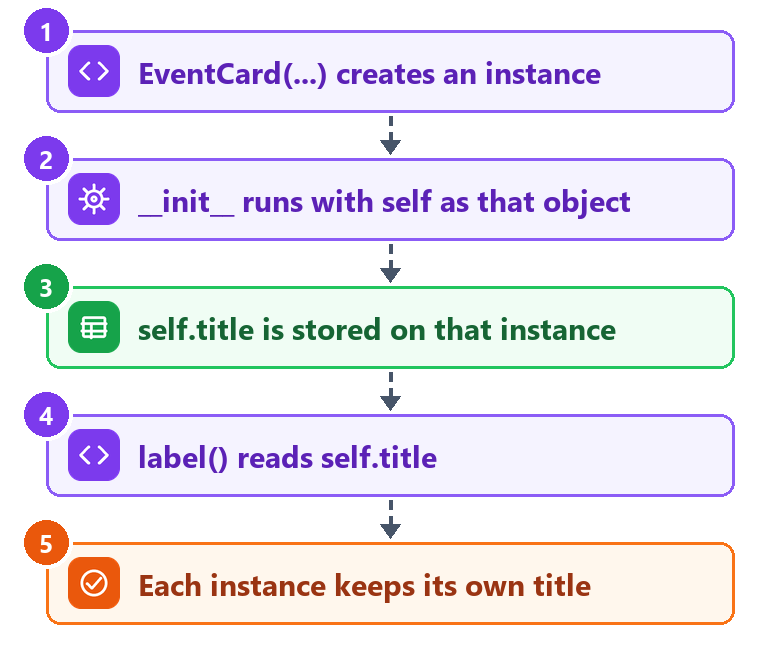 1
EventCard(...) creates an instance
2
__init__ runs with self as that object
3
self.title is stored on that instance
4
label() reads self.title
5
Each instance keeps its own title